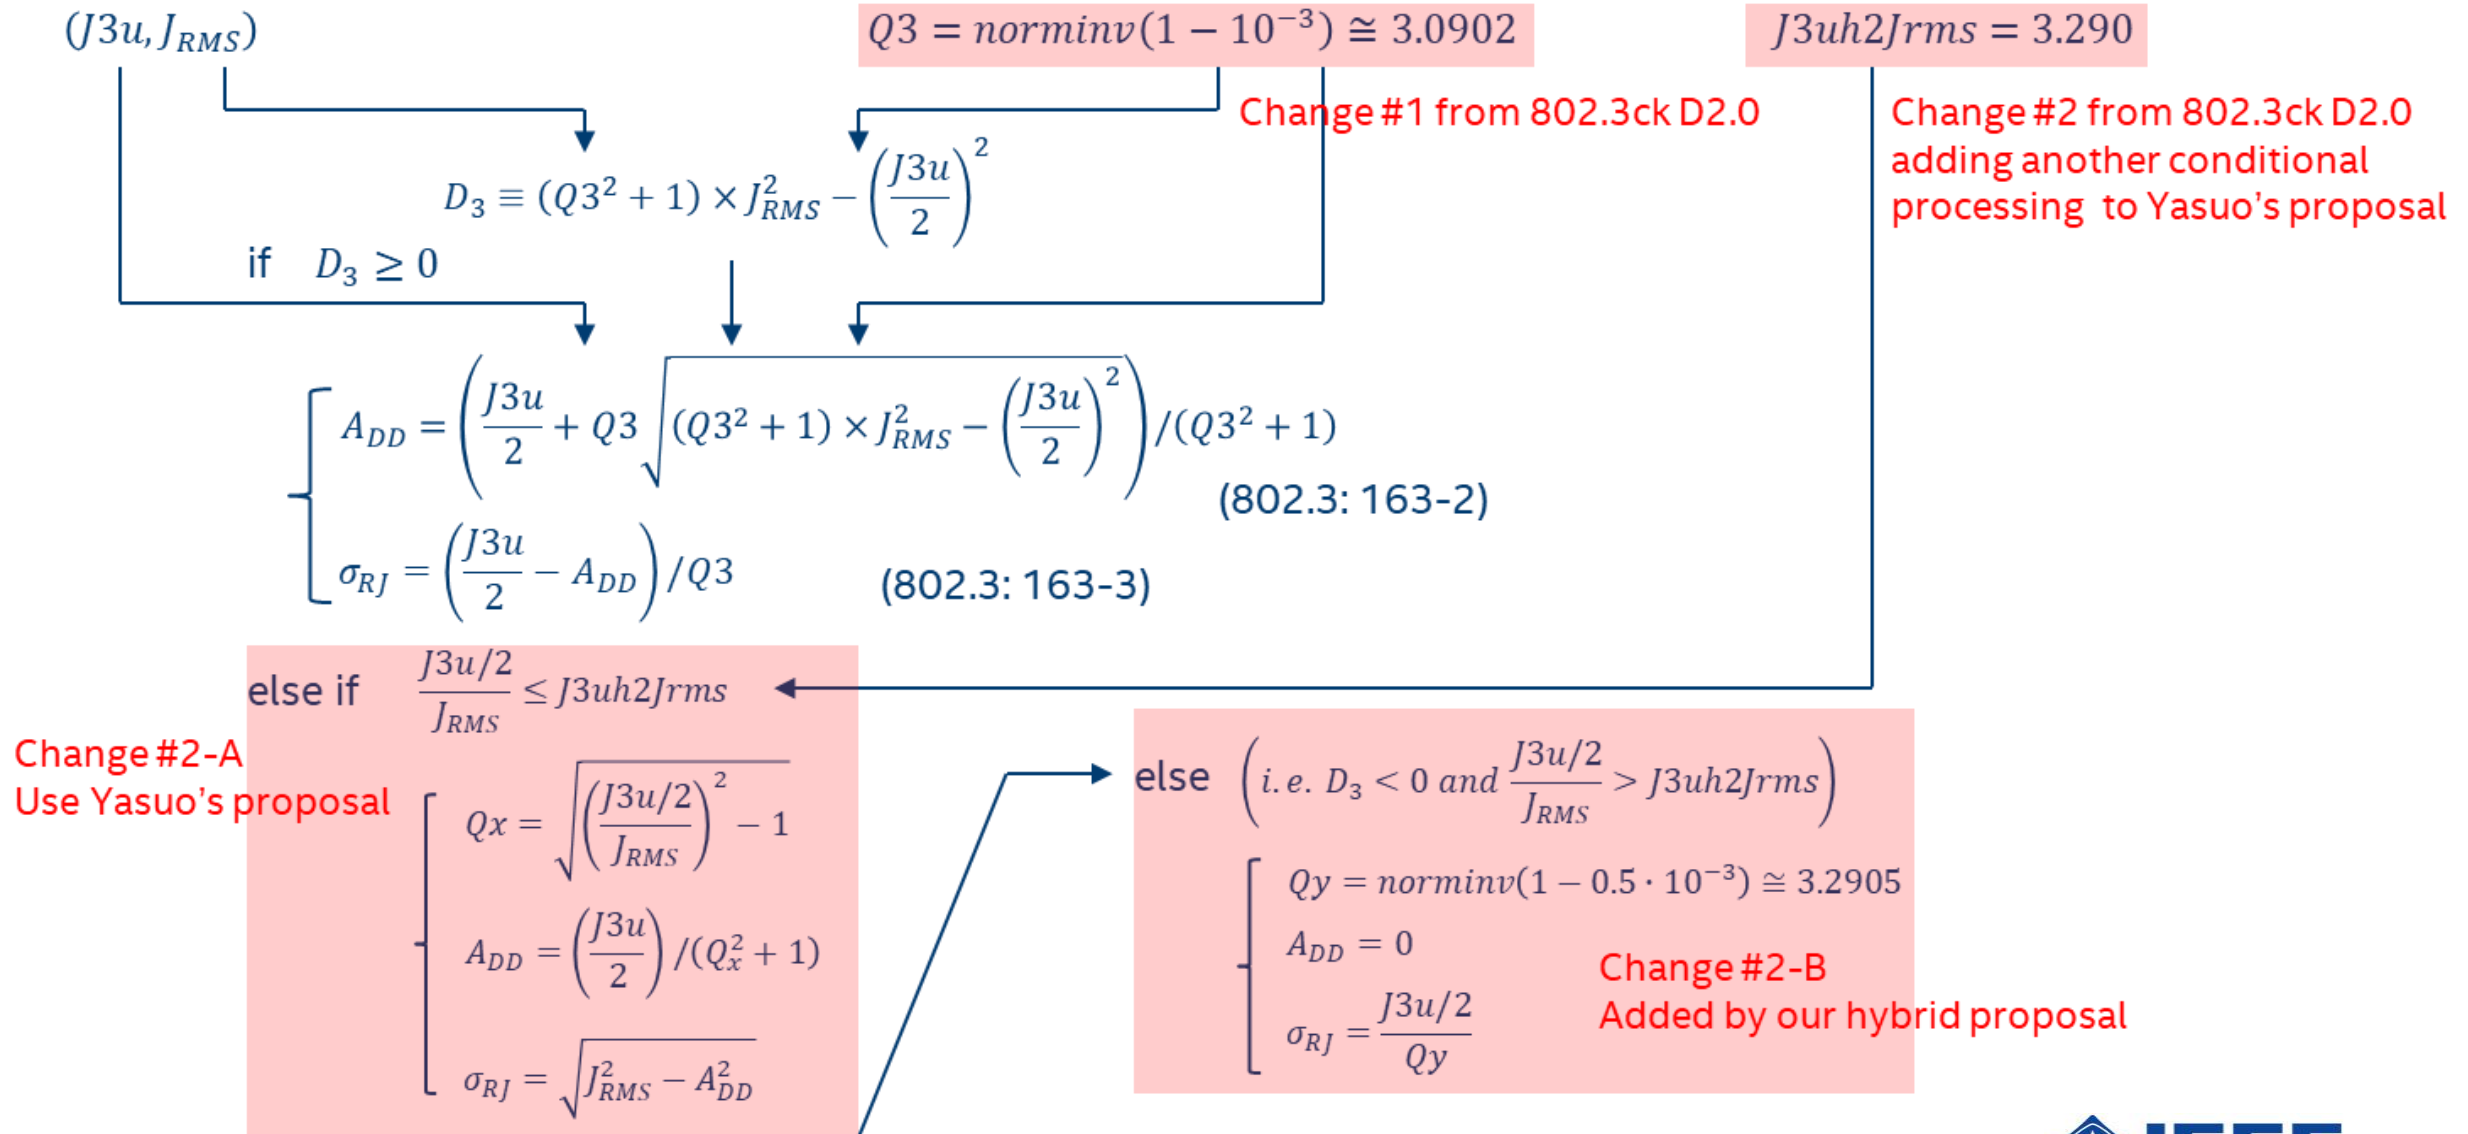 (J3u, J_RMS)
Q3 = norminv(1 − 10^−3) ≅ 3.0902
J3uh2Jrms = 3.290
Change #1 from 802.3ck D2.0
Change #2 from 802.3ck D2.0
adding another conditional
processing to Yasuo's proposal
D_3 ≡ (Q3^2 + 1) × J_RMS^2 − (J3u/2)^2
if D_3 ≥ 0
A_DD = (J3u/2 + Q3 √((Q3^2 + 1) × J_RMS^2 − (J3u/2)^2)) /(Q3^2 + 1)
(802.3: 163-2)
σ_RJ = (J3u/2 − A_DD) /Q3
(802.3: 163-3)
else if (J3u/2)/J_RMS ≤ J3uh2Jrms
Change #2-A
Use Yasuo's proposal
Qx = √(((J3u/2)/J_RMS)^2 − 1)
A_DD = (J3u/2) /(Q_x^2 + 1)
σ_RJ = √(J_RMS^2 − A_DD^2)
else (i.e. D_3 < 0 and (J3u/2)/J_RMS > J3uh2Jrms)
Qy = norminv(1 − 0.5 · 10^−3) ≅ 3.2905
A_DD = 0
σ_RJ = (J3u/2)/Qy
Change #2-B
Added by our hybrid proposal